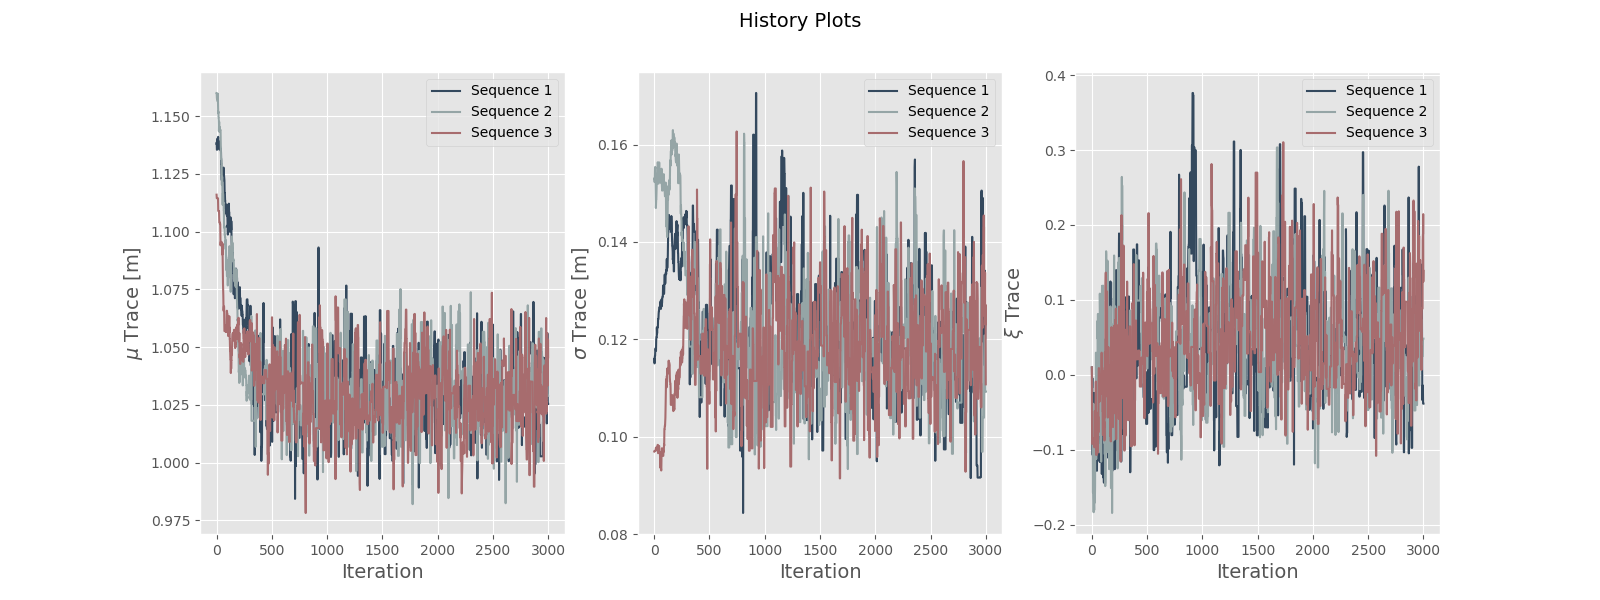 History Plots
μ Trace [m]
1.150
1.125
1.100
1.075
1.050
1.025
1.000
0.975
Sequence 1
Sequence 2
Sequence 3
0 500 1000 1500 2000 2500 3000
Iteration
σ Trace [m]
0.16
0.14
0.12
0.10
0.08
Sequence 1
Sequence 2
Sequence 3
0 500 1000 1500 2000 2500 3000
Iteration
ξ Trace
0.4
0.3
0.2
0.1
0.0
−0.1
−0.2
Sequence 1
Sequence 2
Sequence 3
0 500 1000 1500 2000 2500 3000
Iteration